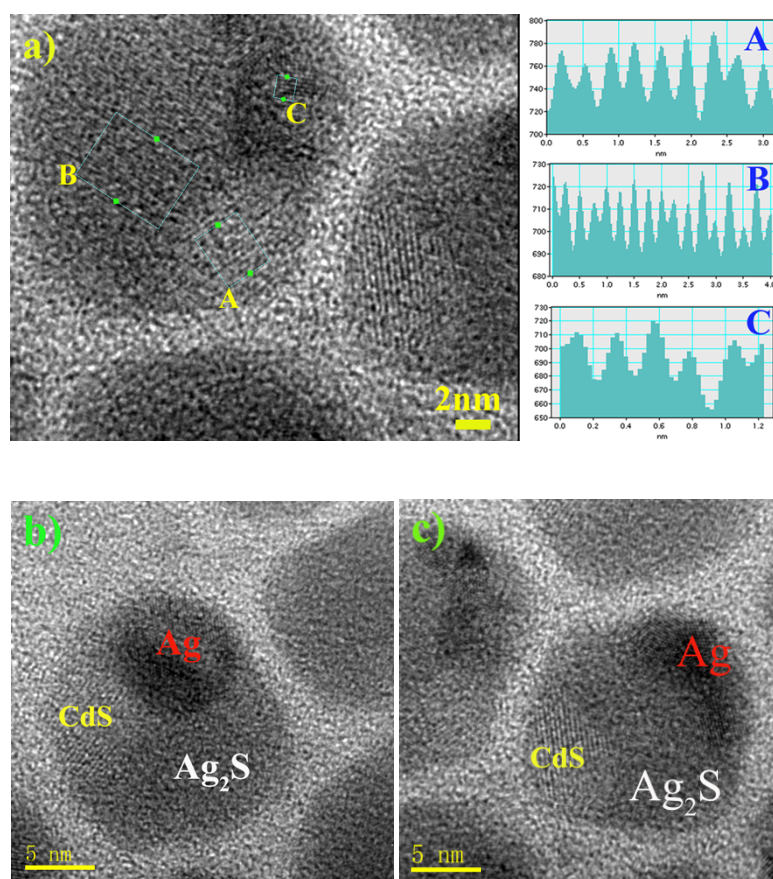 a)
C
B
A
2nm
A
800
780
760
740
720
700
0.0 0.5 1.0 1.5 2.0 2.5 3.0
nm
B
730
720
710
700
690
680
0.0 0.5 1.0 1.5 2.0 2.5 3.0 3.5 4.0
nm
C
730
720
710
700
690
680
670
660
650
0.0 0.2 0.4 0.6 0.8 1.0 1.2
nm
b)
Ag
CdS
Ag₂S
5 nm
c)
Ag
CdS
Ag₂S
5 nm